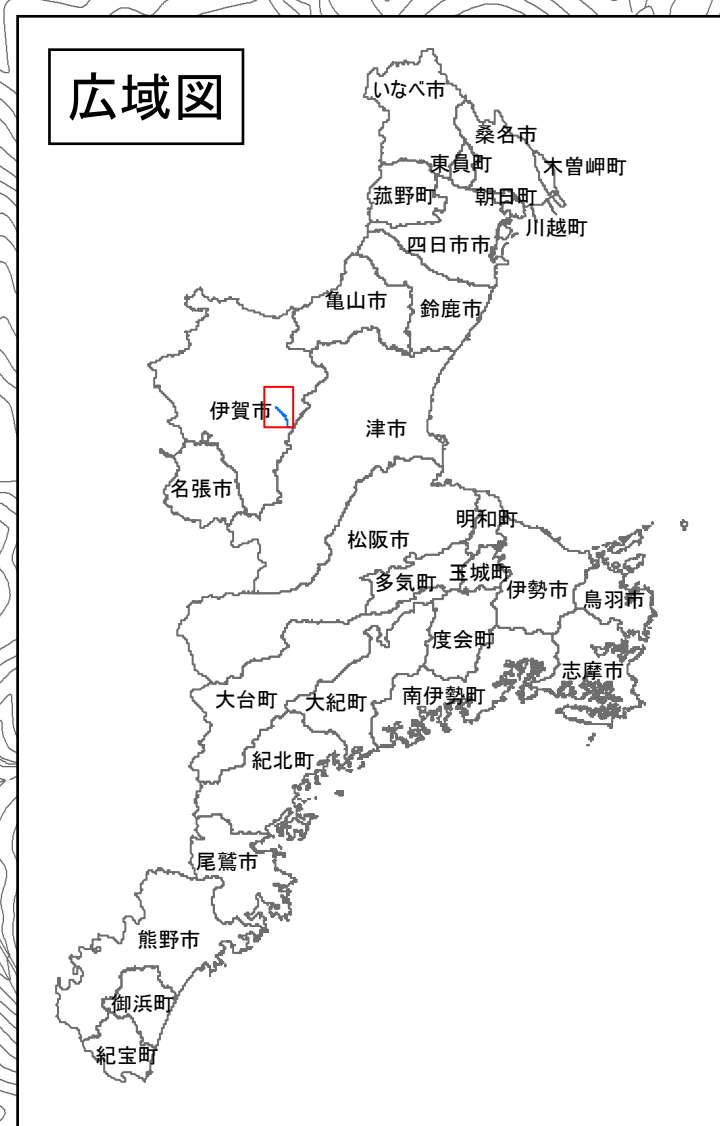 広域図
いなべ市
桑名市
東員町
木曽岬町
菰野町
朝日町
川越町
四日市市
亀山市
鈴鹿市
伊賀市
津市
名張市
明和町
松阪市
玉城町
多気町
伊勢市
鳥羽市
度会町
志摩市
大台町
大紀町
南伊勢町
紀北町
尾鷲市
熊野市
御浜町
紀宝町